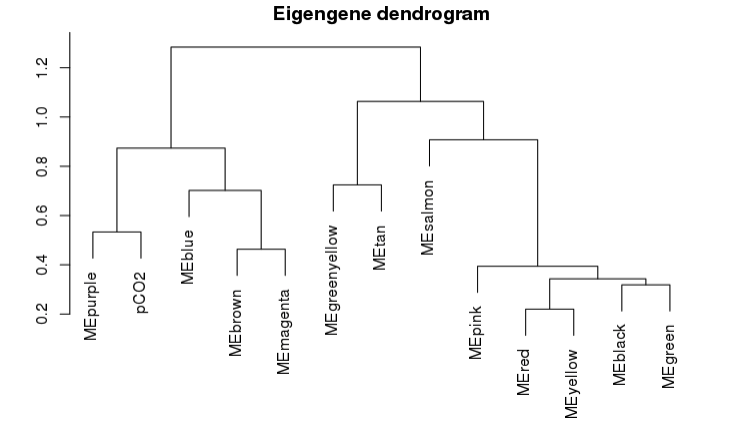 Eigengene dendrogram
1.2
1.0
0.8
0.6
0.4
0.2
MEpurple
pCO2
MEblue
MEbrown
MEmagenta
MEgreenyellow
MEtan
MEsalmon
MEpink
MEred
MEyellow
MEblack
MEgreen